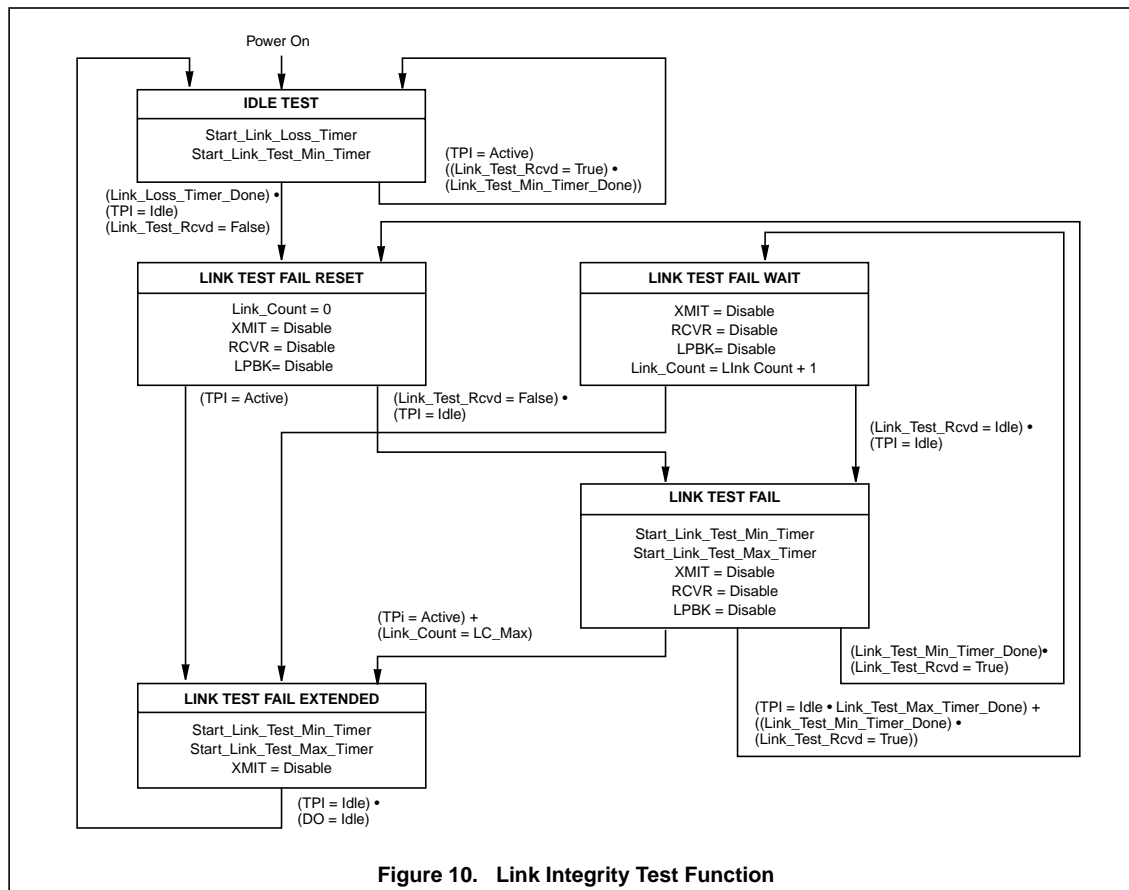 Power On
IDLE TEST
Start_Link_Loss_Timer
Start_Link_Test_Min_Timer
(TPI = Active)
((Link_Test_Rcvd = True) •
(Link_Test_Min_Timer_Done))
(Link_Loss_Timer_Done) •
(TPI = Idle)
(Link_Test_Rcvd = False)
LINK TEST FAIL RESET
Link_Count = 0
XMIT = Disable
RCVR = Disable
LPBK= Disable
LINK TEST FAIL WAIT
XMIT = Disable
RCVR = Disable
LPBK= Disable
Link_Count = LInk Count + 1
(TPI = Active)
(Link_Test_Rcvd = False) •
(TPI = Idle)
(Link_Test_Rcvd = Idle) •
(TPI = Idle)
LINK TEST FAIL
Start_Link_Test_Min_Timer
Start_Link_Test_Max_Timer
XMIT = Disable
RCVR = Disable
LPBK = Disable
(TPi = Active) +
(Link_Count = LC_Max)
(Link_Test_Min_Timer_Done)•
(Link_Test_Rcvd = True)
LINK TEST FAIL EXTENDED
Start_Link_Test_Min_Timer
Start_Link_Test_Max_Timer
XMIT = Disable
(TPI = Idle • Link_Test_Max_Timer_Done) +
((Link_Test_Min_Timer_Done) •
(Link_Test_Rcvd = True))
(TPI = Idle) •
(DO = Idle)
Figure 10. Link Integrity Test Function